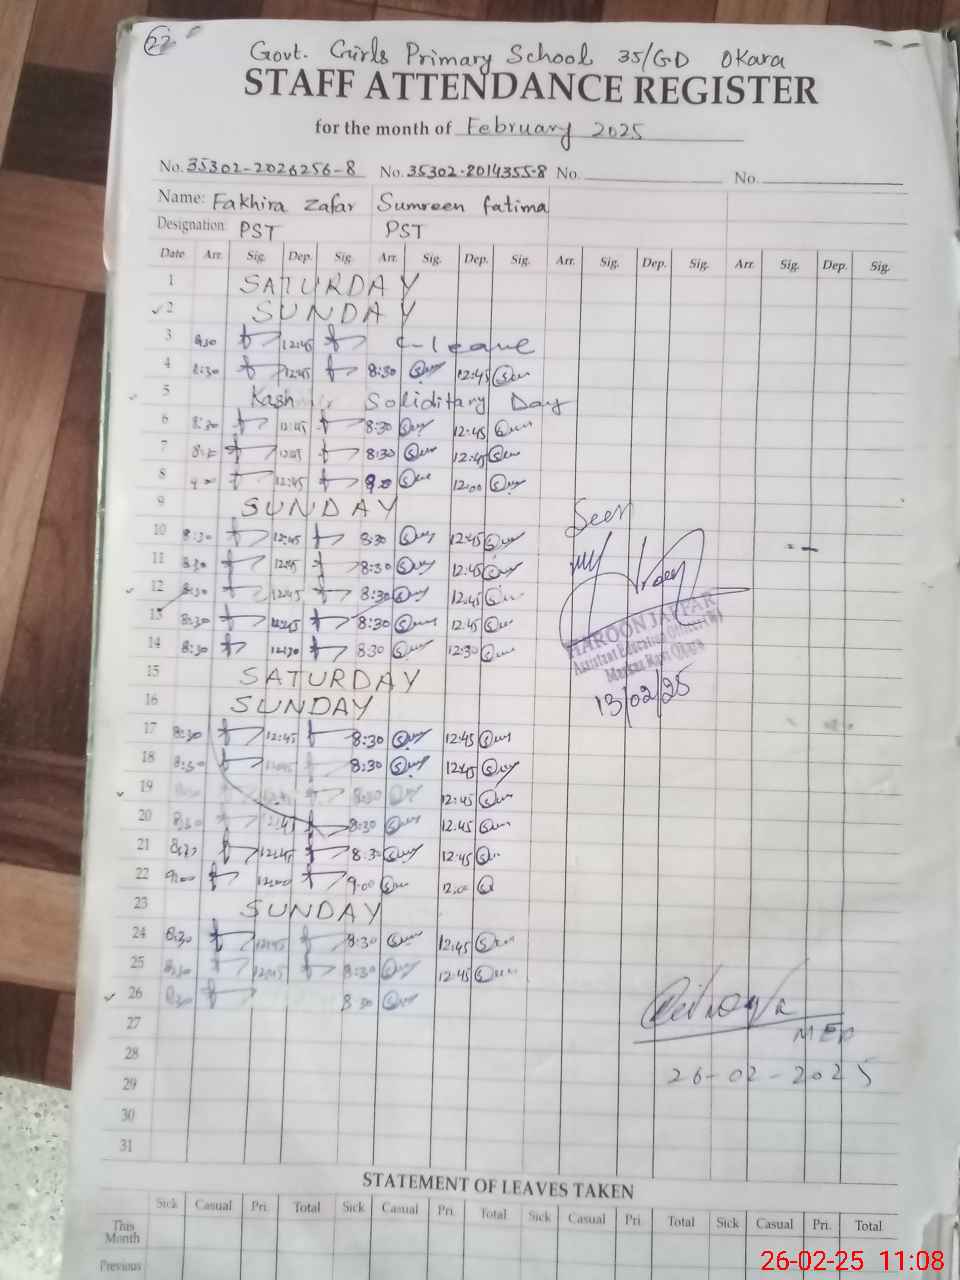 22
Govt. Girls Primary School 35/GD Okara
STAFF ATTENDANCE REGISTER
for the month of February 2025
No. 35302-2026256-8 No. 35302-8014355-8 No. No.
Name: Fakhira Zafar Sumreen fatima
Designation: PST PST
Date Arr. Sig. Dep. Sig. Arr. Sig. Dep. Sig. Arr. Sig. Dep. Sig. Arr. Sig. Dep. Sig.
1 SATURDAY
2 SUNDAY
3 8:30 12:45 C-leave
4 8:30 12:45 8:30 12:45
5 Kashmir Soliditary Day
6 8:30 12:45 8:30 12:45
7 12:45 8:30 12:45
8 9:00 12:45 12:00
9 SUNDAY
10 8:30 12:45 8:30 12:45
Seen
11 8:30 12:45 8:30 12:45
12 8:30 12:45 8:30 12:45
13 8:30 12:45 8:30 12:45
HAROON JAFFAR
Assistant Education Officer (M)
14 8:30 12:30 8:30 12:30
15 SATURDAY
13/02/25
16 SUNDAY
17 8:30 12:45 8:30 12:45
18 8:30 12:45 8:30 12:45
19 12:45 8:30 12:45
20 8:30 12:45 8:30 12:45
21 12:45 8:30 12:45
22 9:00 12:00 9:00 12:00
23 SUNDAY
24 8:30 12:45 8:30 12:45
25 8:30 12:45 8:30 12:45
26 8:30 8:30
27
28
26-02-2025
29
30
31
STATEMENT OF LEAVES TAKEN
Sick Casual Pri. Total Sick Casual Pri. Total Sick Casual Pri. Total Sick Casual Pri. Total
This Month
Previous
26-02-25 11:08